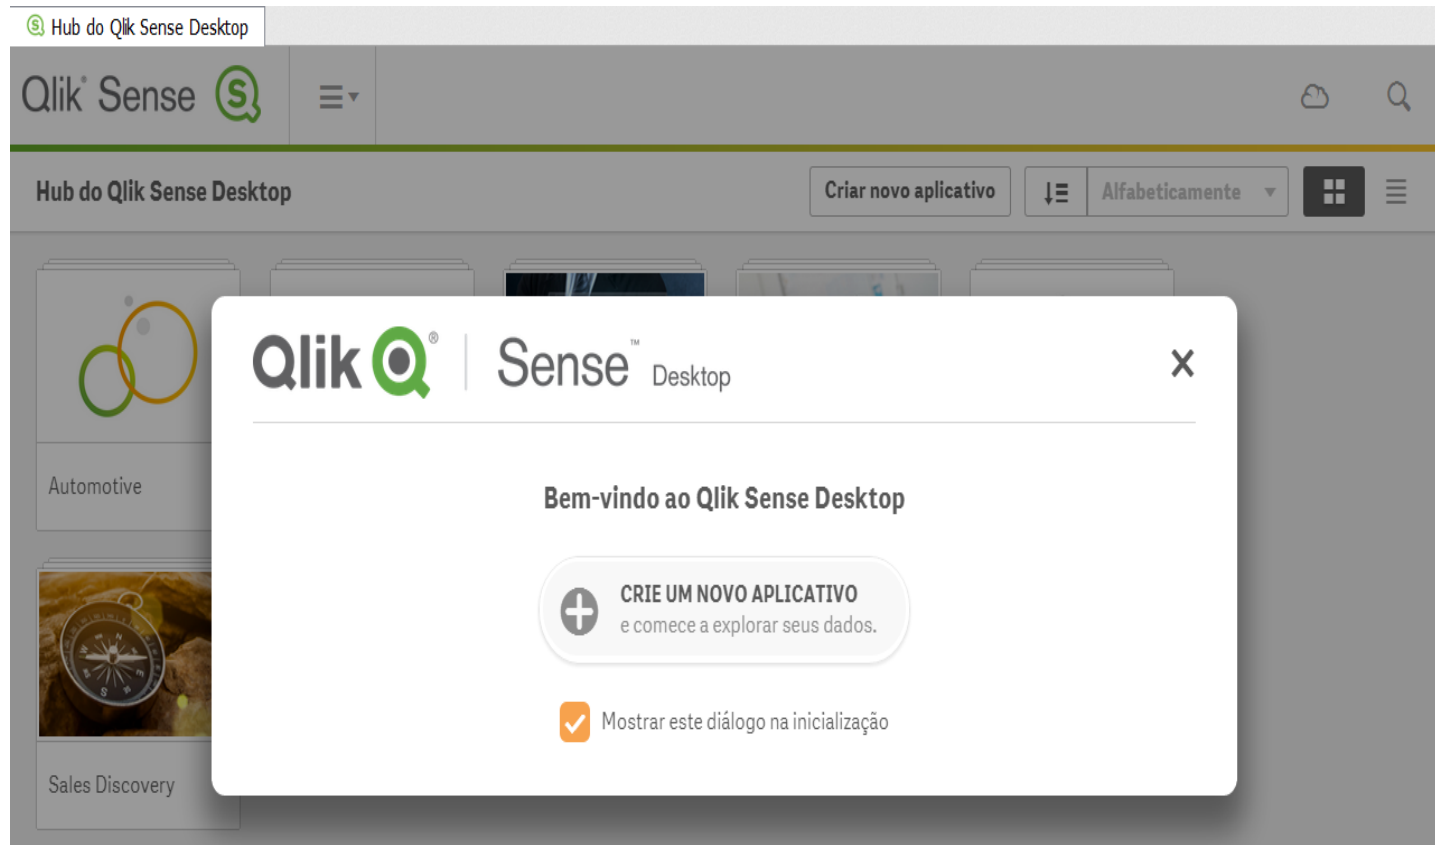 Hub do Qlik Sense Desktop
Qlik® Sense S
Hub do Qlik Sense Desktop
Criar novo aplicativo
Alfabeticamente
Qlik Q® Sense™ Desktop
Bem-vindo ao Qlik Sense Desktop
CRIE UM NOVO APLICATIVO
e comece a explorar seus dados.
Mostrar este diálogo na inicialização
Automotive
N
W
E
S
Sales Discovery